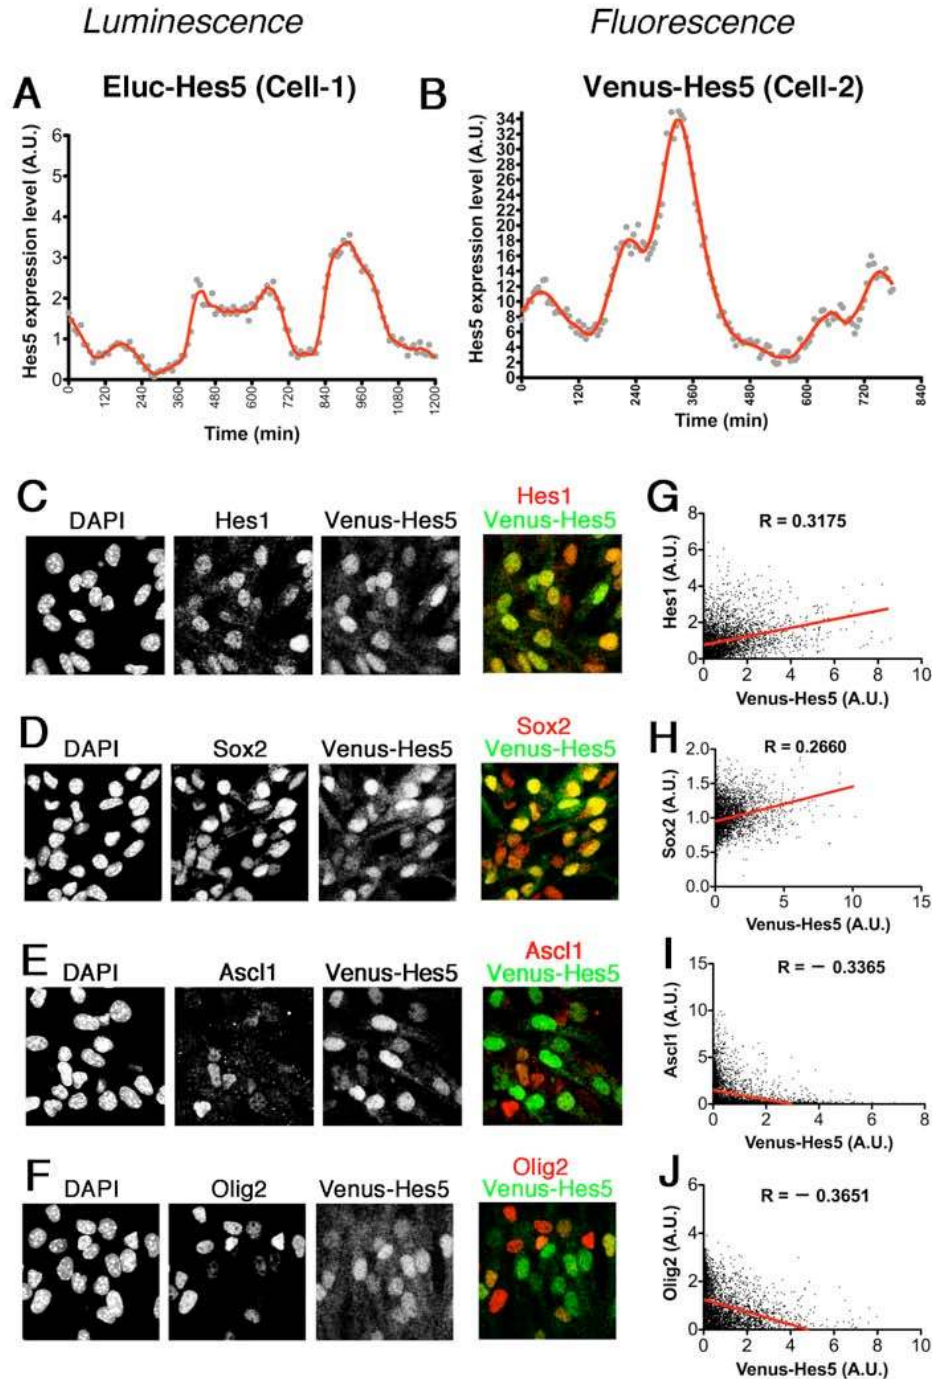 Luminescence
Fluorescence
A
Eluc-Hes5 (Cell-1)
Hes5 expression level (A.U.)
6
5
4
3
2
1
0
0 120 240 360 480 600 720 840 960 1080 1200
Time (min)
B
Venus-Hes5 (Cell-2)
Hes5 expression level (A.U.)
34
32
30
28
26
24
22
20
18
16
14
12
10
8
6
4
2
0
0 120 240 360 480 600 720 840
Time (min)
C
DAPI
Hes1
Venus-Hes5
Hes1
Venus-Hes5
G
R = 0.3175
Hes1 (A.U.)
8
6
4
2
0
0 2 4 6 8 10
Venus-Hes5 (A.U.)
D
DAPI
Sox2
Venus-Hes5
Sox2
Venus-Hes5
H
R = 0.2660
Sox2 (A.U.)
2.0
1.5
1.0
0.5
0.0
0 5 10 15
Venus-Hes5 (A.U.)
E
DAPI
Ascl1
Venus-Hes5
Ascl1
Venus-Hes5
I
R = − 0.3365
Ascl1 (A.U.)
15
10
5
0
0 2 4 6 8
Venus-Hes5 (A.U.)
F
DAPI
Olig2
Venus-Hes5
Olig2
Venus-Hes5
J
R = − 0.3651
Olig2 (A.U.)
6
4
2
0
0 2 4 6 8 10
Venus-Hes5 (A.U.)